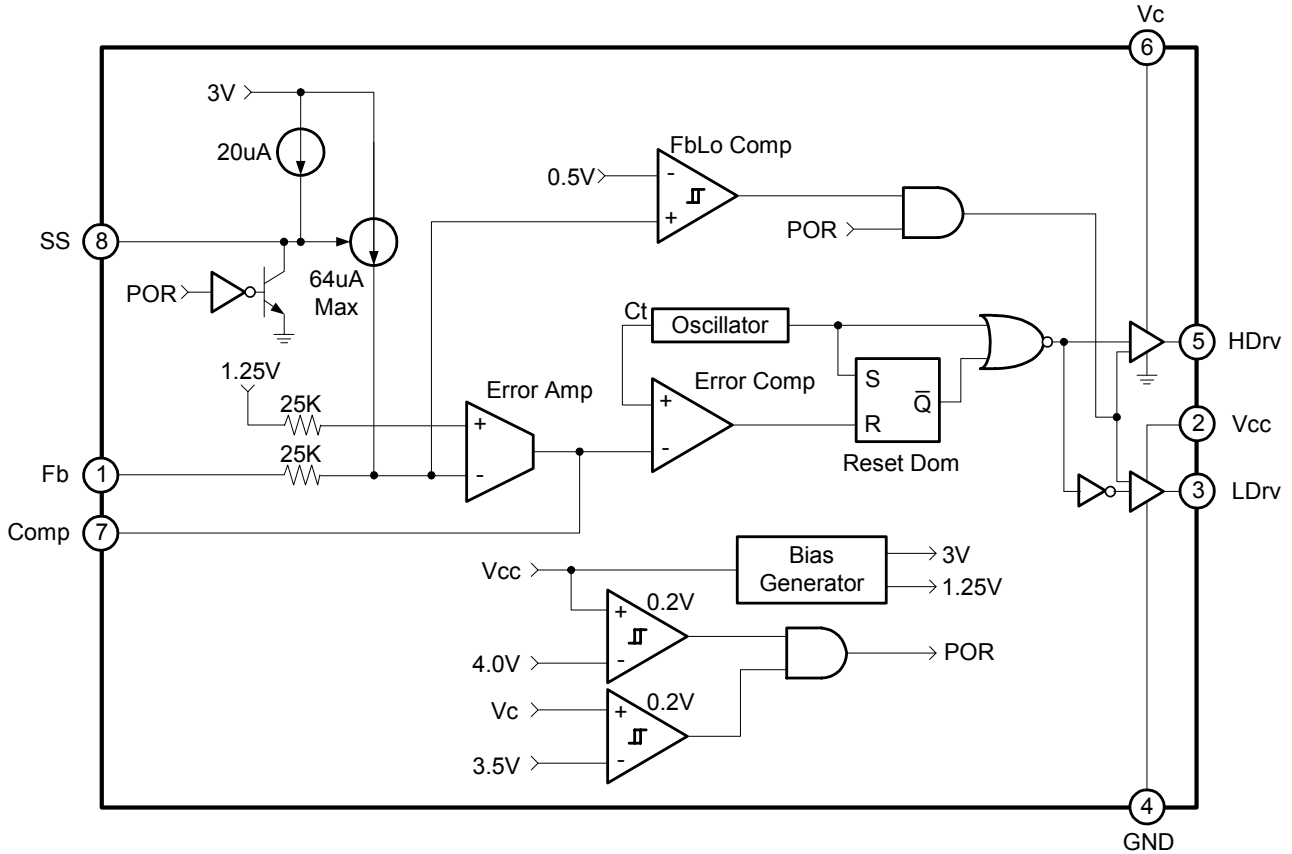 Vc
6
3V
20uA
FbLo Comp
0.5V
-
+
SS
8
POR
64uA
Max
POR
Ct
Oscillator
5
HDrv
1.25V
Error Amp
Error Comp
S
Q̅
R
25K
+
+
2
Vcc
25K
-
-
Reset Dom
Fb
1
3
LDrv
Comp
7
Vcc
Bias
Generator
3V
1.25V
+
0.2V
4.0V
-
POR
Vc
+
0.2V
3.5V
-
4
GND